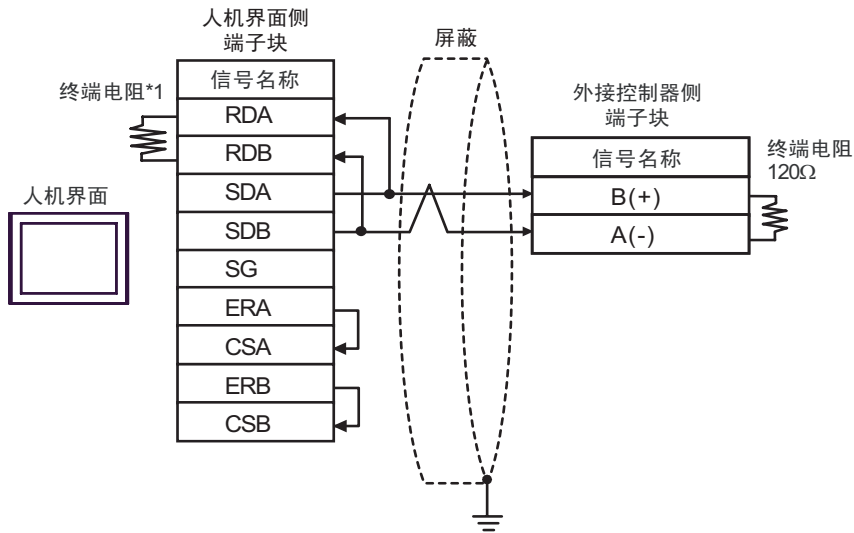 人机界面侧
端子块
屏蔽
终端电阻*1
信号名称
RDA
RDB
SDA
SDB
SG
ERA
CSA
ERB
CSB
人机界面
外接控制器侧
端子块
信号名称
B(+)
A(-)
终端电阻
120Ω